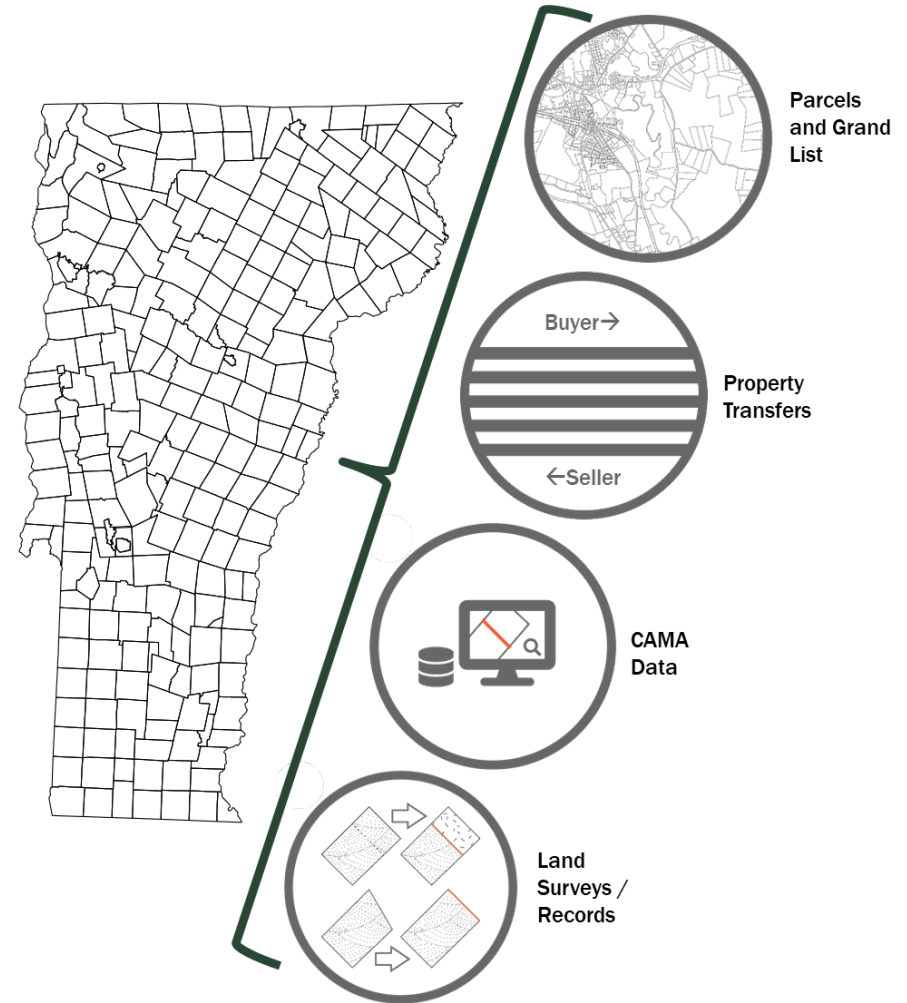 Parcels
and Grand
List
Buyer→
Property
Transfers
←Seller
CAMA
Data
Land
Surveys /
Records